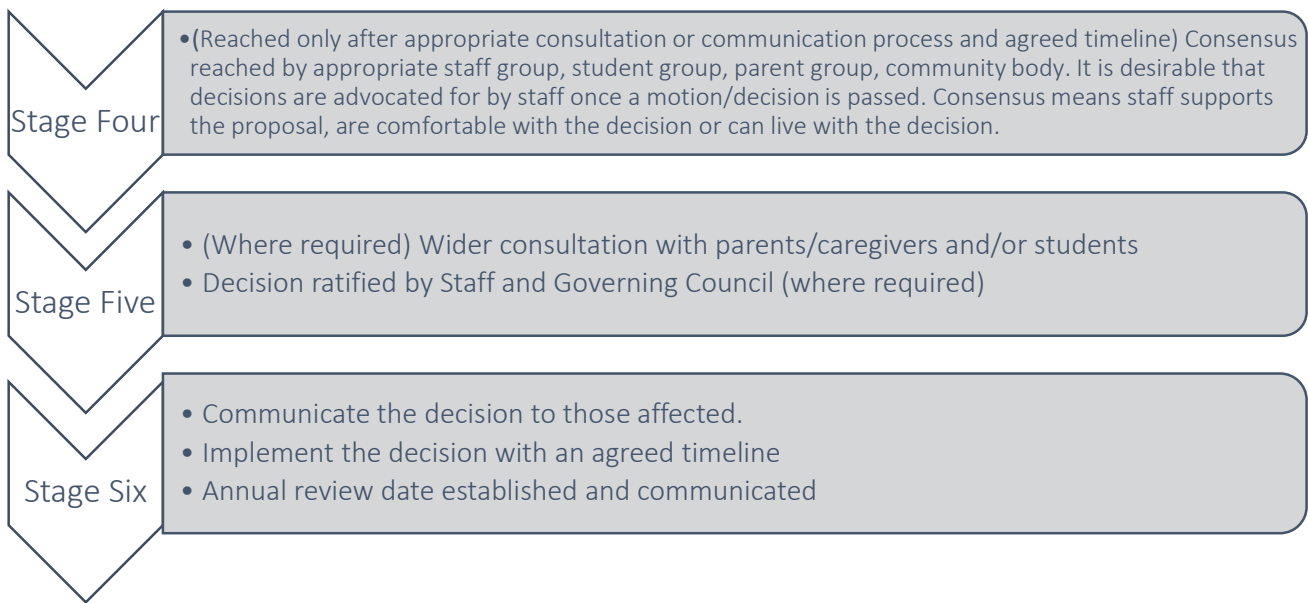 Stage Four
•(Reached only after appropriate consultation or communication process and agreed timeline) Consensus
reached by appropriate staff group, student group, parent group, community body. It is desirable that
decisions are advocated for by staff once a motion/decision is passed. Consensus means staff supports
the proposal, are comfortable with the decision or can live with the decision.
Stage Five
• (Where required) Wider consultation with parents/caregivers and/or students
• Decision ratified by Staff and Governing Council (where required)
Stage Six
• Communicate the decision to those affected.
• Implement the decision with an agreed timeline
• Annual review date established and communicated